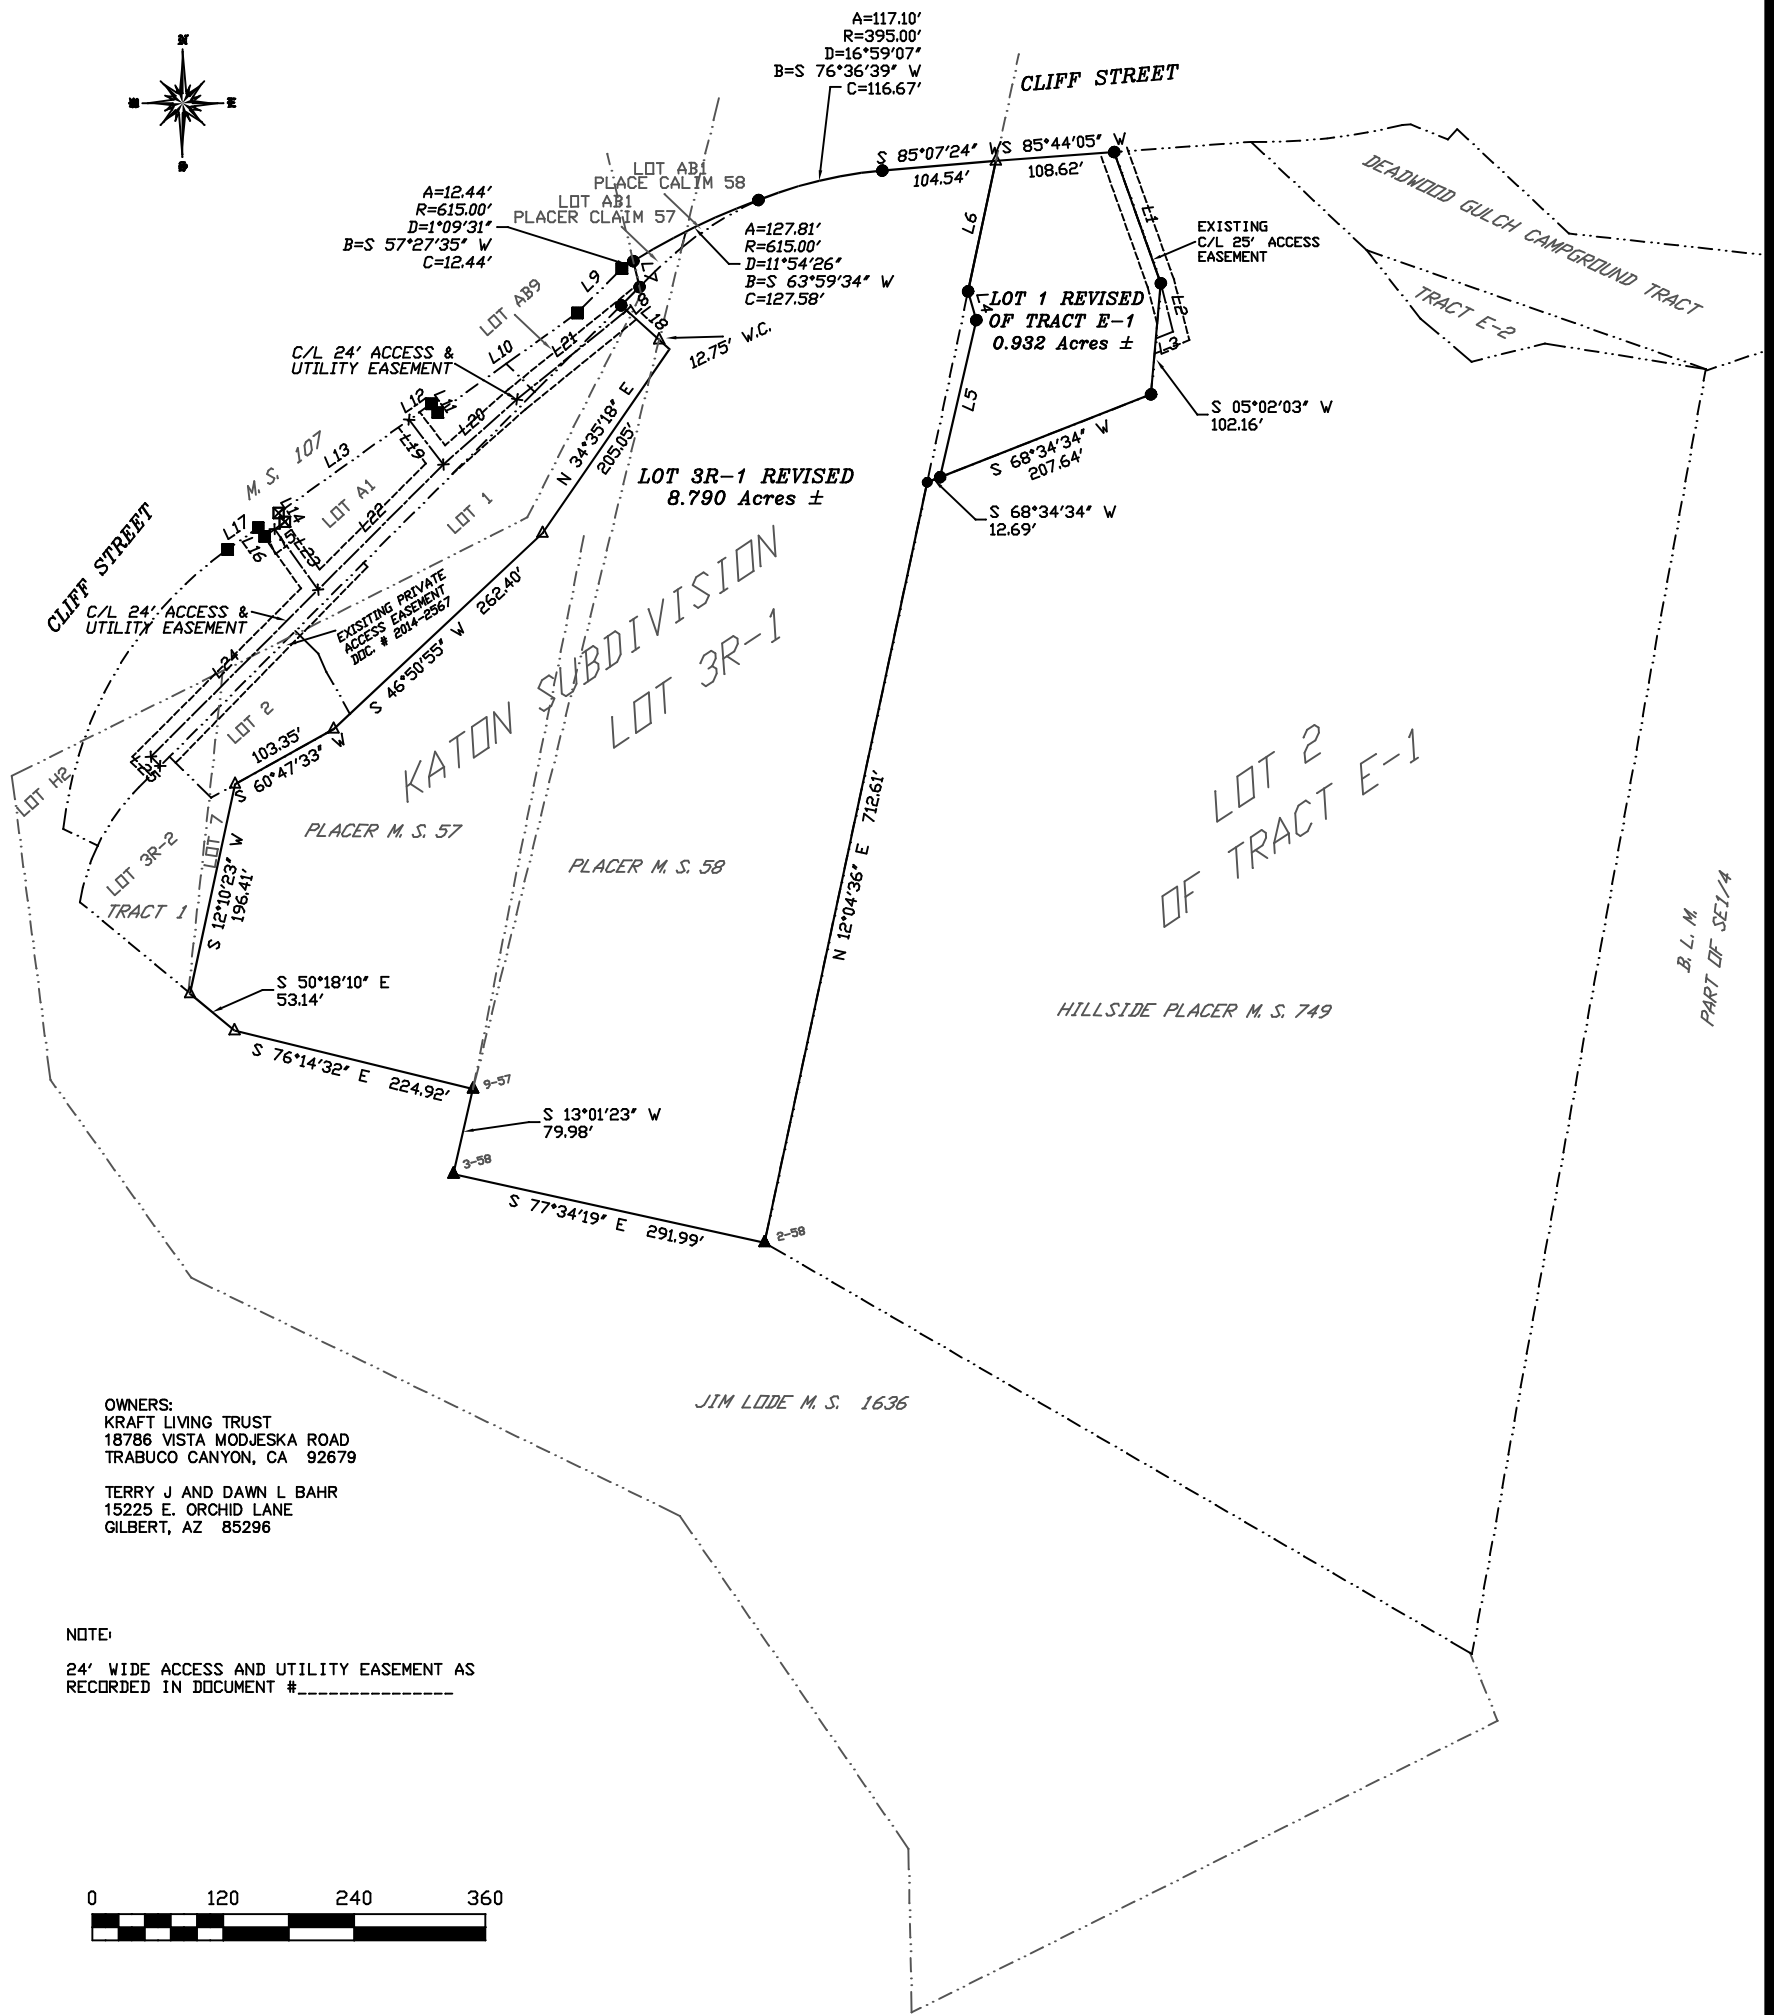 A=117.10'
R=395.00'
D=16°59'07"
B=S 76°36'39" W
C=116.67'
CLIFF STREET
S 85°07'24" W
104.54'
S 85°44'05" W
108.62'
LOT AB1
PLACE CALIM 58
LOT AB1
PLACER CLAIM 57
A=12.44'
R=615.00'
D=1°09'31"
B=S 57°27'35" W
C=12.44'
A=127.81'
R=615.00'
D=11°54'26"
B=S 63°59'34" W
C=127.58'
DEADWOOD GULCH CAMPGROUND TRACT
TRACT E-2
L1
L2
L3
L4
L5
L6
L7
L8
L9
L10
L11
L12
L13
L14
L15
L16
L17
L18
L19
L20
L21
L22
L23
L24
L25
EXISTING
C/L 25' ACCESS
EASEMENT
LOT 1 REVISED
OF TRACT E-1
0.932 Acres ±
LOT AB9
12.75' W.C.
C/L 24' ACCESS &
UTILITY EASEMENT
S 05°02'03" W
102.16'
S 68°34'34" W
207.64'
S 68°34'34" W
12.69'
N 34°35'18" E
205.05'
LOT 3R-1 REVISED
8.790 Acres ±
M. S. 107
LOT A1
LOT 1
CLIFF STREET
C/L 24' ACCESS &
UTILITY EASEMENT
EXISITING PRIVATE
ACCESS EASEMENT
DOC. # 2014-2567
S 46°50'55" W 262.40'
KATON SUBDIVISION
LOT 3R-1
LOT 2
103.35'
S 60°47'33" W
LOT H2
LOT 3R-2
LOT 7
TRACT 1
S 12°10'23" W
196.41'
PLACER M. S. 57
PLACER M. S. 58
N 12°04'36" E 712.61'
LOT 2
OF TRACT E-1
B. L. M.
PART OF SE1/4
HILLSIDE PLACER M. S. 749
S 50°18'10" E
53.14'
S 76°14'32" E 224.92'
9-57
S 13°01'23" W
79.98'
3-58
S 77°34'19" E 291.99'
2-58
JIM LODE M. S. 1636
OWNERS:
KRAFT LIVING TRUST
18786 VISTA MODJESKA ROAD
TRABUCO CANYON, CA 92679
TERRY J AND DAWN L BAHR
15225 E. ORCHID LANE
GILBERT, AZ 85296
NOTE:
24' WIDE ACCESS AND UTILITY EASEMENT AS
RECORDED IN DOCUMENT #_______________
0 120 240 360